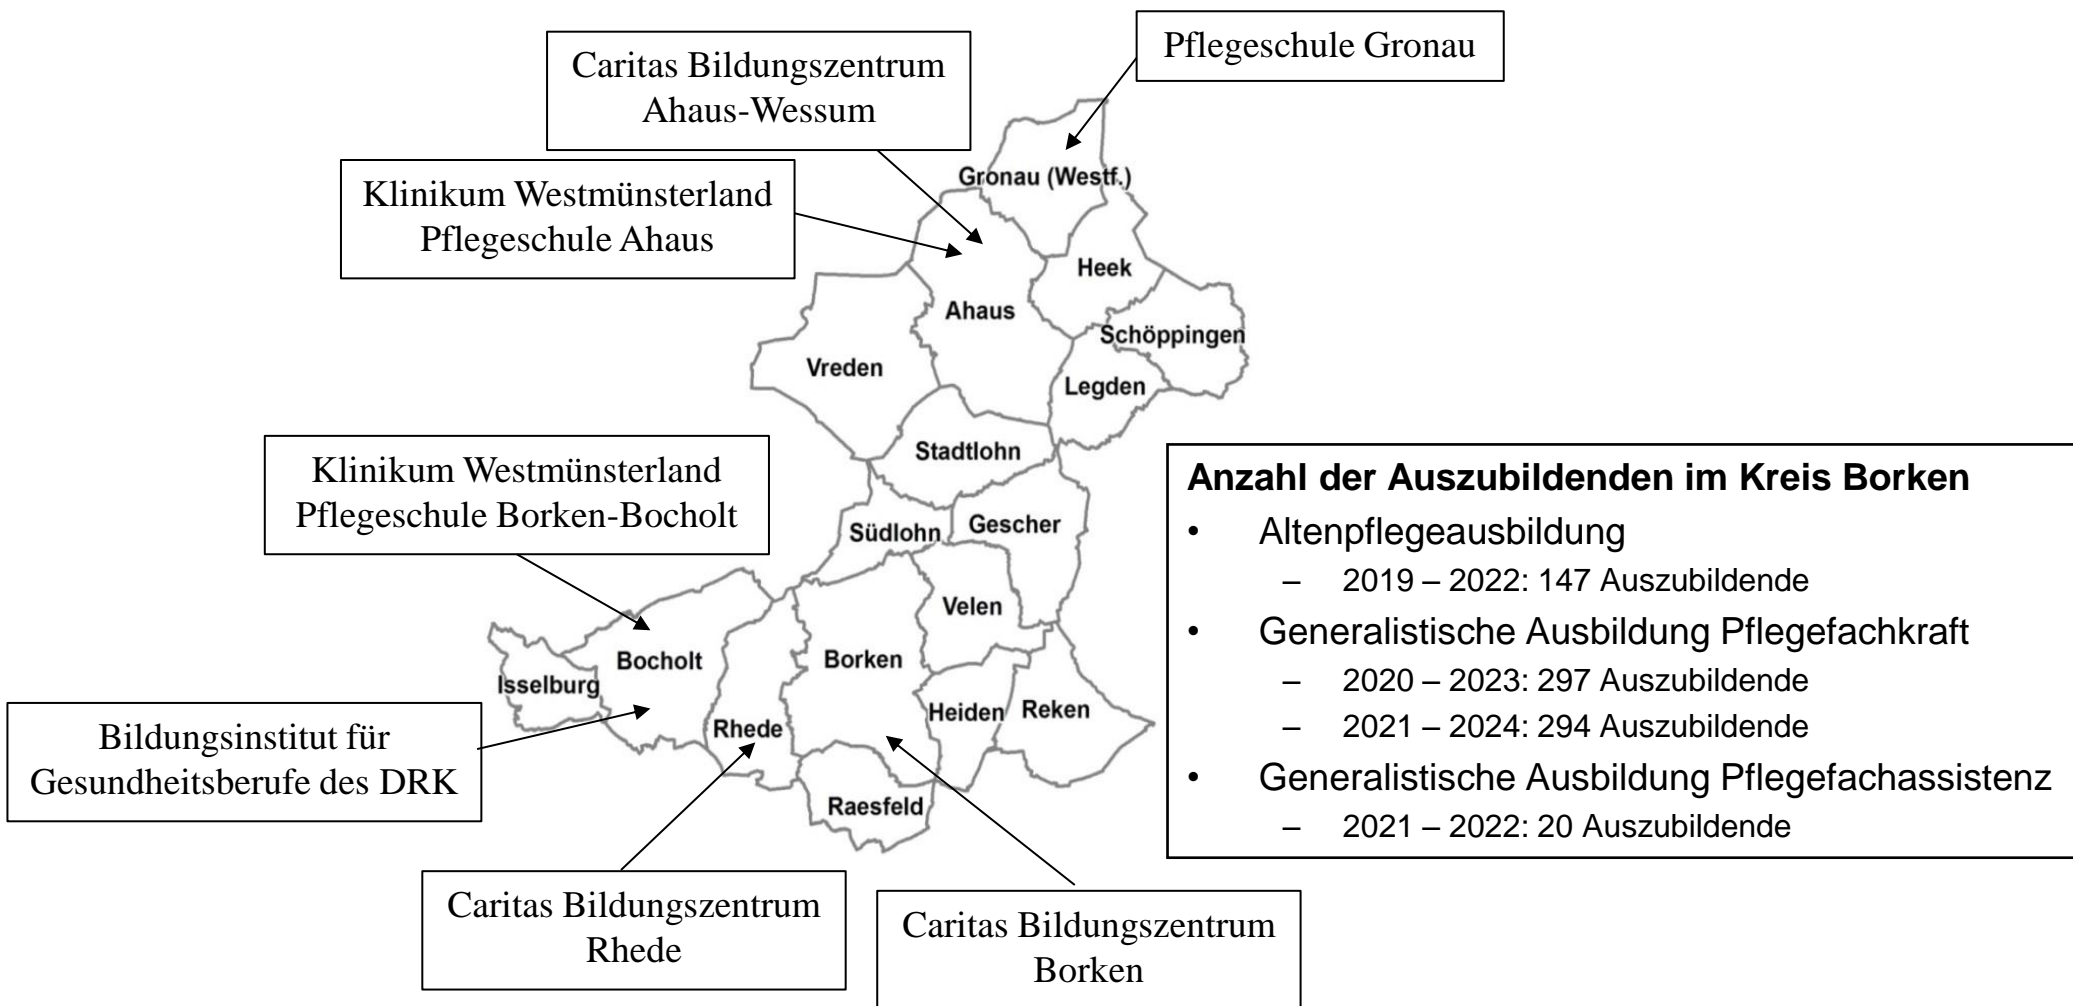 Caritas Bildungszentrum
Ahaus-Wessum
Pflegeschule Gronau
Klinikum Westmünsterland
Pflegeschule Ahaus
Gronau (Westf.)
Heek
Ahaus
Schöppingen
Vreden
Legden
Stadtlohn
Klinikum Westmünsterland
Pflegeschule Borken-Bocholt
Südlohn
Gescher
Velen
Bocholt
Borken
Isselburg
Rhede
Heiden
Reken
Raesfeld
Anzahl der Auszubildenden im Kreis Borken
• Altenpflegeausbildung
– 2019 – 2022: 147 Auszubildende
• Generalistische Ausbildung Pflegefachkraft
– 2020 – 2023: 297 Auszubildende
– 2021 – 2024: 294 Auszubildende
• Generalistische Ausbildung Pflegefachassistenz
– 2021 – 2022: 20 Auszubildende
Bildungsinstitut für
Gesundheitsberufe des DRK
Caritas Bildungszentrum
Rhede
Caritas Bildungszentrum
Borken